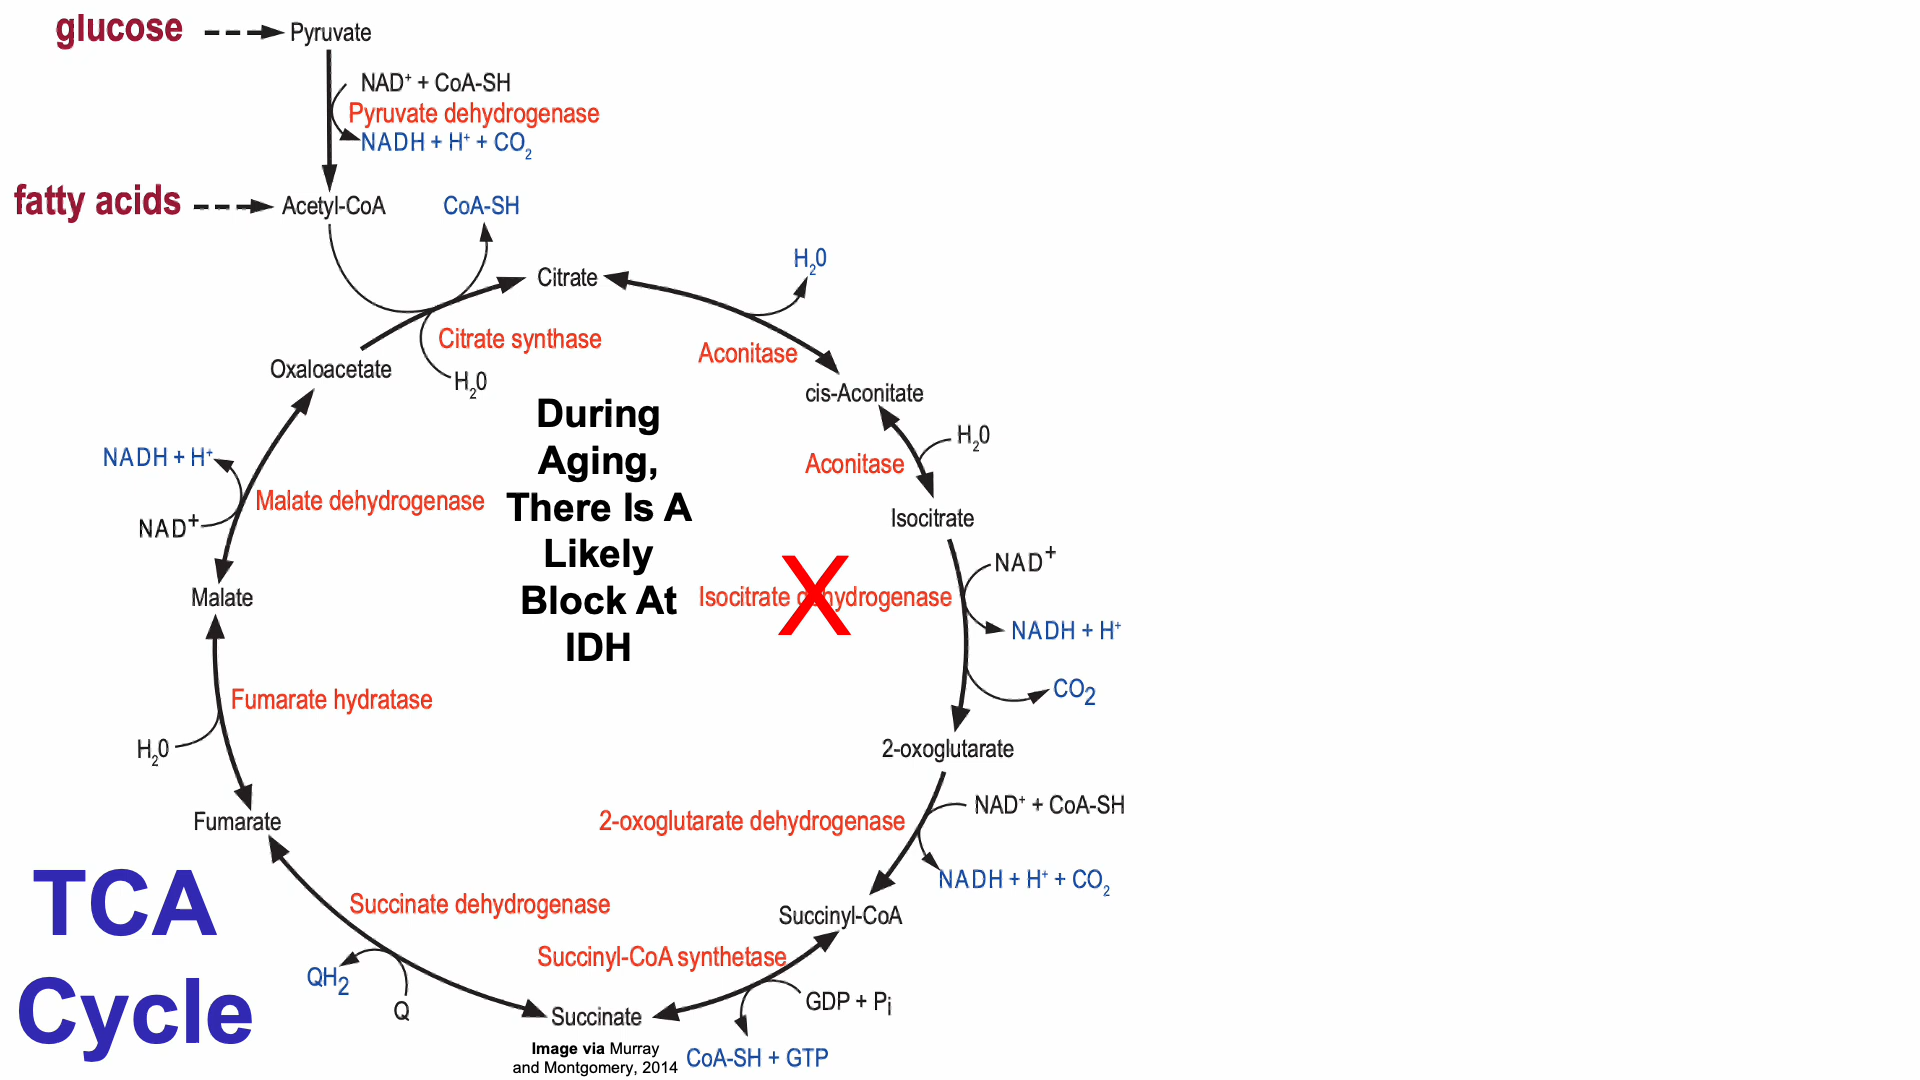 glucose
Pyruvate
NAD⁺ + CoA-SH
Pyruvate dehydrogenase
NADH + H⁺ + CO₂
fatty acids
Acetyl-CoA
CoA-SH
Citrate
H₂0
Citrate synthase
H₂0
Aconitase
Oxaloacetate
cis-Aconitate
H₂0
Aconitase
Isocitrate
NADH + H⁺
Malate dehydrogenase
NAD⁺
During
Aging,
There Is A
Likely
Block At
IDH
NAD⁺
Isocitrate dehydrogenase
X
NADH + H⁺
CO₂
Malate
Fumarate hydratase
H₂0
2-oxoglutarate
NAD⁺ + CoA-SH
2-oxoglutarate dehydrogenase
NADH + H⁺ + CO₂
Fumarate
Succinate dehydrogenase
Succinyl-CoA
Succinyl-CoA synthetase
QH₂
Q
GDP + Pᵢ
Succinate
CoA-SH + GTP
TCA
Cycle
Image via Murray
and Montgomery, 2014